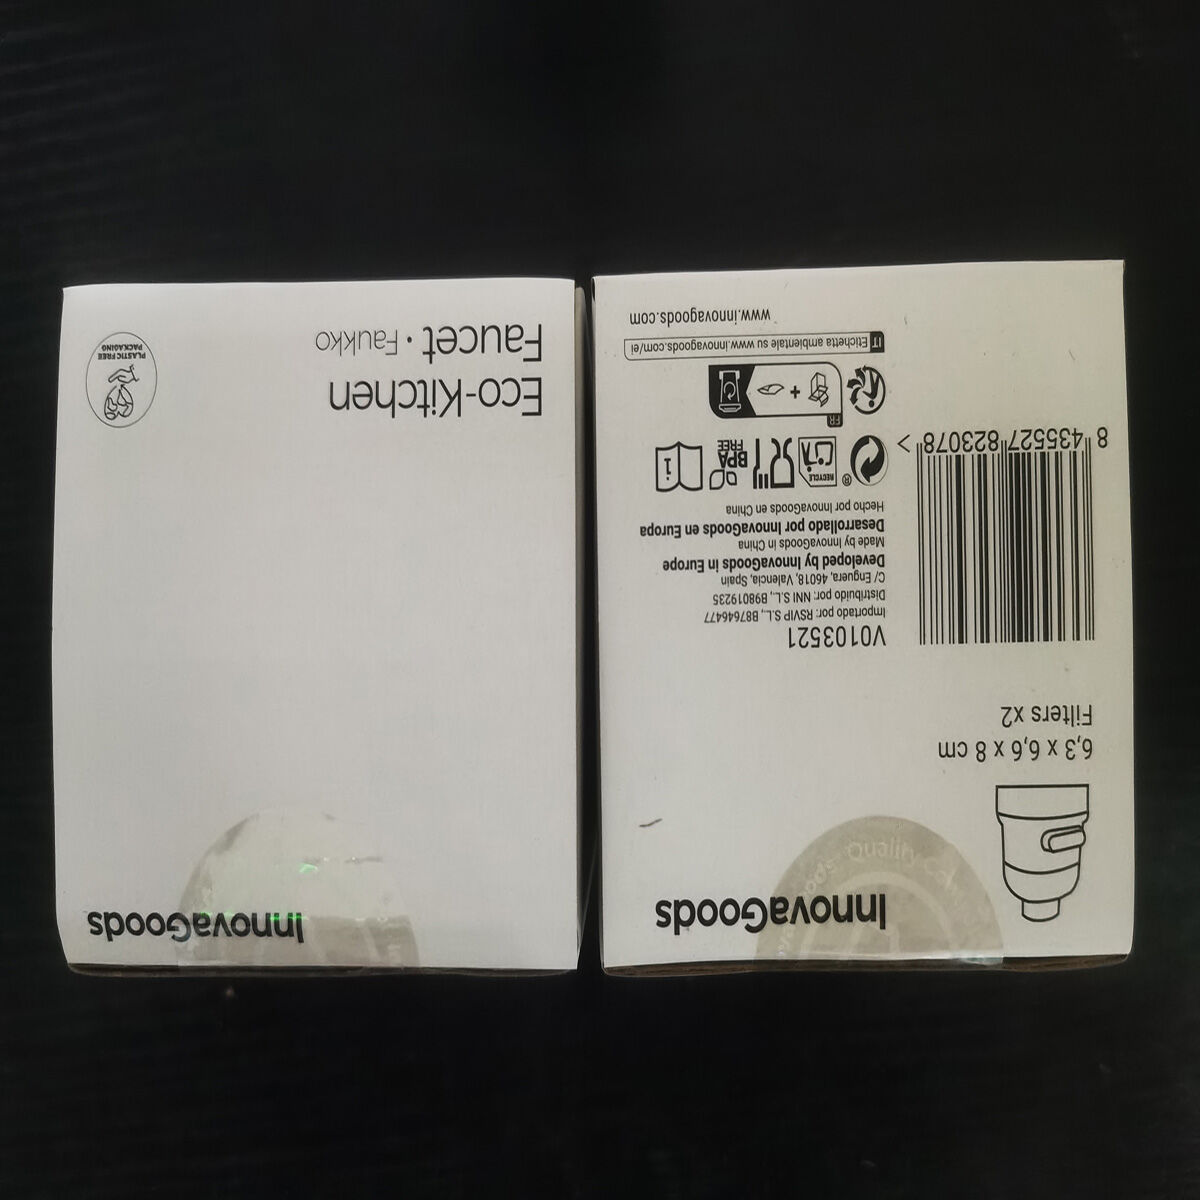 InnovaGoods
Eco-Kitchen
Faucet · Faukko
PLASTIC FREE
PACKAGING
InnovaGoods
Quality
6,3 x 6,6 x 8 cm
Filters x2
8 435527 823078 >
V0103521
Importado por: RSVIP S.L., B87646477
Distribuido por: NNI S.L., B98019235
C/ Enguera, 46018, Valencia, Spain
Developed by InnovaGoods in Europe
Made by InnovaGoods in China
Desarrollado por InnovaGoods en Europa
Hecho por InnovaGoods en China
RECYCLE
BPA
FREE
i
FR
+
IT Etichetta ambientale su www.innovagoods.com/el
www.innovagoods.com